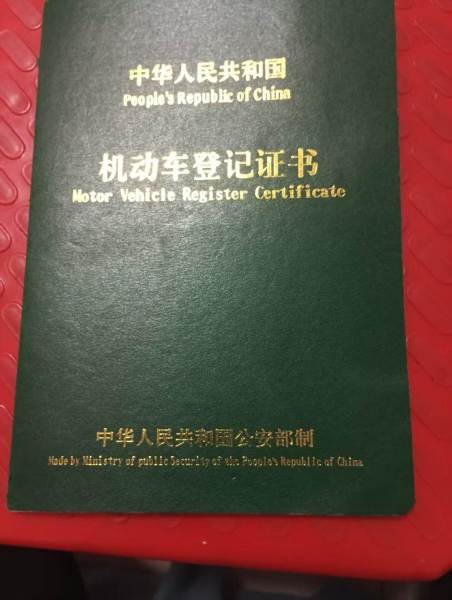 中华人民共和国
People's Republic of China
机动车登记证书
Motor Vehicle Register Certificate
中华人民共和国公安部制
Made by Ministry of public Security of the People's Republic of China